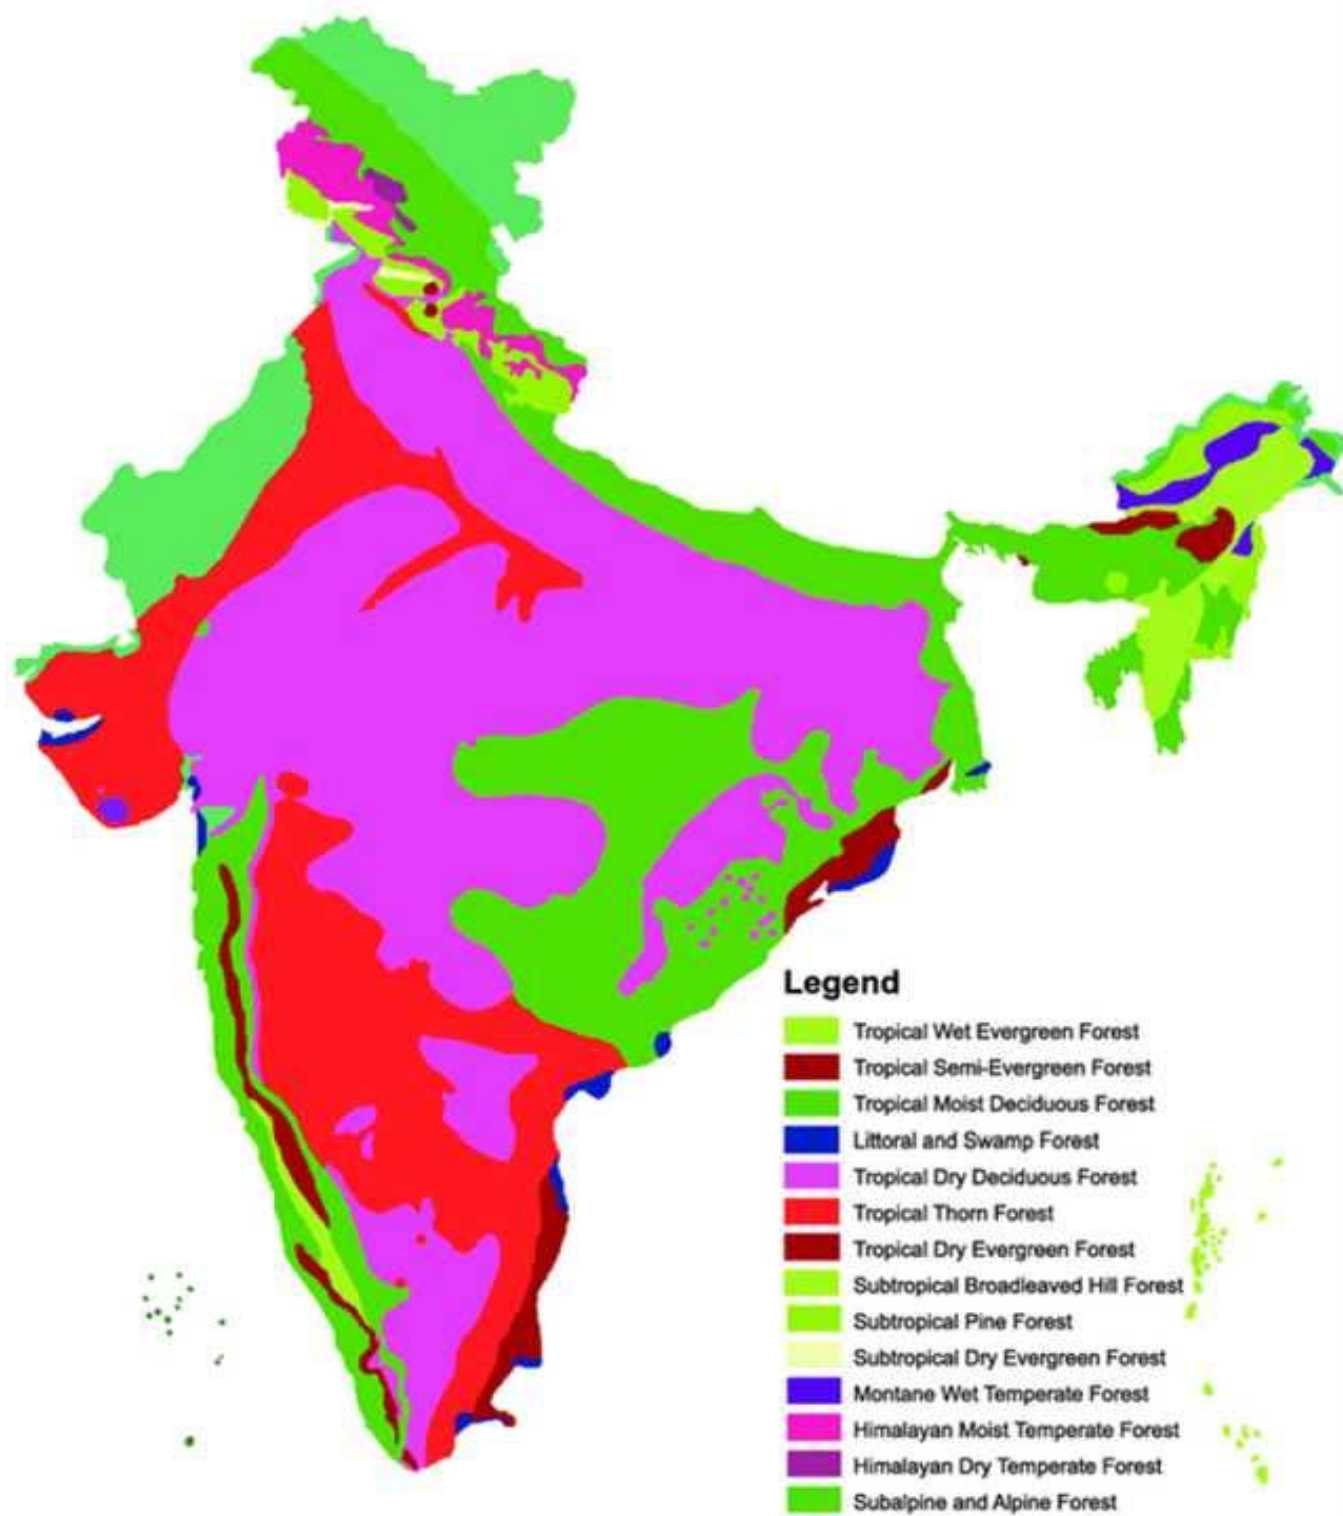 Legend
Tropical Wet Evergreen Forest
Tropical Semi-Evergreen Forest
Tropical Moist Deciduous Forest
Littoral and Swamp Forest
Tropical Dry Deciduous Forest
Tropical Thorn Forest
Tropical Dry Evergreen Forest
Subtropical Broadleaved Hill Forest
Subtropical Pine Forest
Subtropical Dry Evergreen Forest
Montane Wet Temperate Forest
Himalayan Moist Temperate Forest
Himalayan Dry Temperate Forest
Subalpine and Alpine Forest